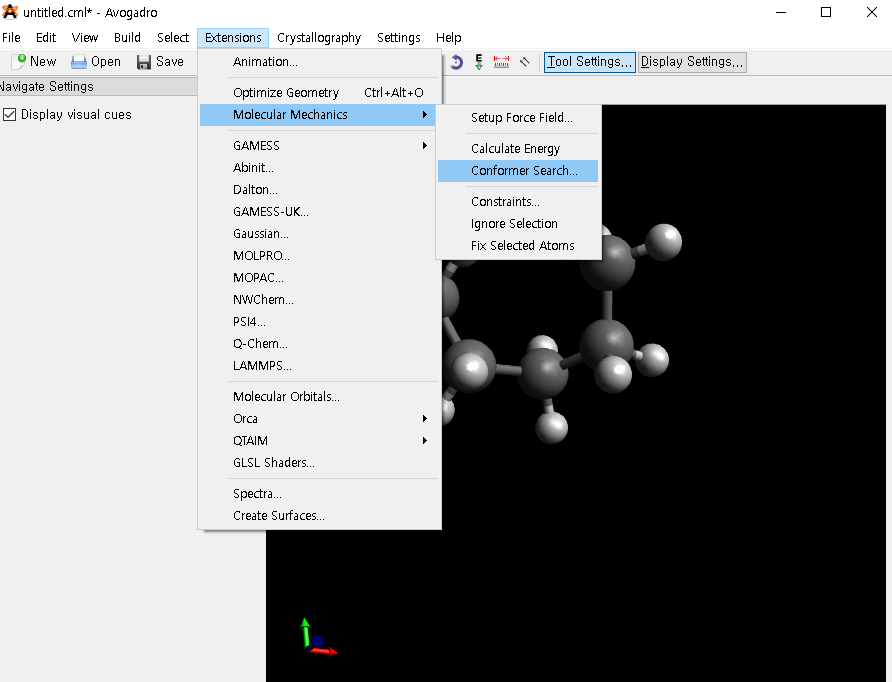 untitled.cml* - Avogadro
File Edit View Build Select Extensions Crystallography Settings Help
New Open Save E Tool Settings... Display Settings...
Navigate Settings
Display visual cues
Animation...
Optimize Geometry Ctrl+Alt+O
Molecular Mechanics
GAMESS
Abinit...
Dalton...
GAMESS-UK...
Gaussian...
MOLPRO...
MOPAC...
NWChem...
PSI4...
Q-Chem...
LAMMPS...
Molecular Orbitals...
Orca
QTAIM
GLSL Shaders...
Spectra...
Create Surfaces...
Setup Force Field...
Calculate Energy
Conformer Search...
Constraints...
Ignore Selection
Fix Selected Atoms